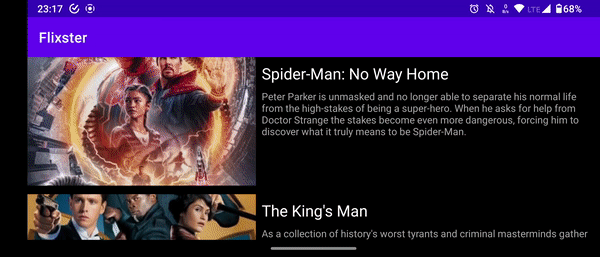 23:17
LTE
68%
Flixster
Spider-Man: No Way Home
Peter Parker is unmasked and no longer able to separate his normal life
from the high-stakes of being a super-hero. When he asks for help from
Doctor Strange the stakes become even more dangerous, forcing him to
discover what it truly means to be Spider-Man.
The King's Man
As a collection of history's worst tyrants and criminal masterminds gather